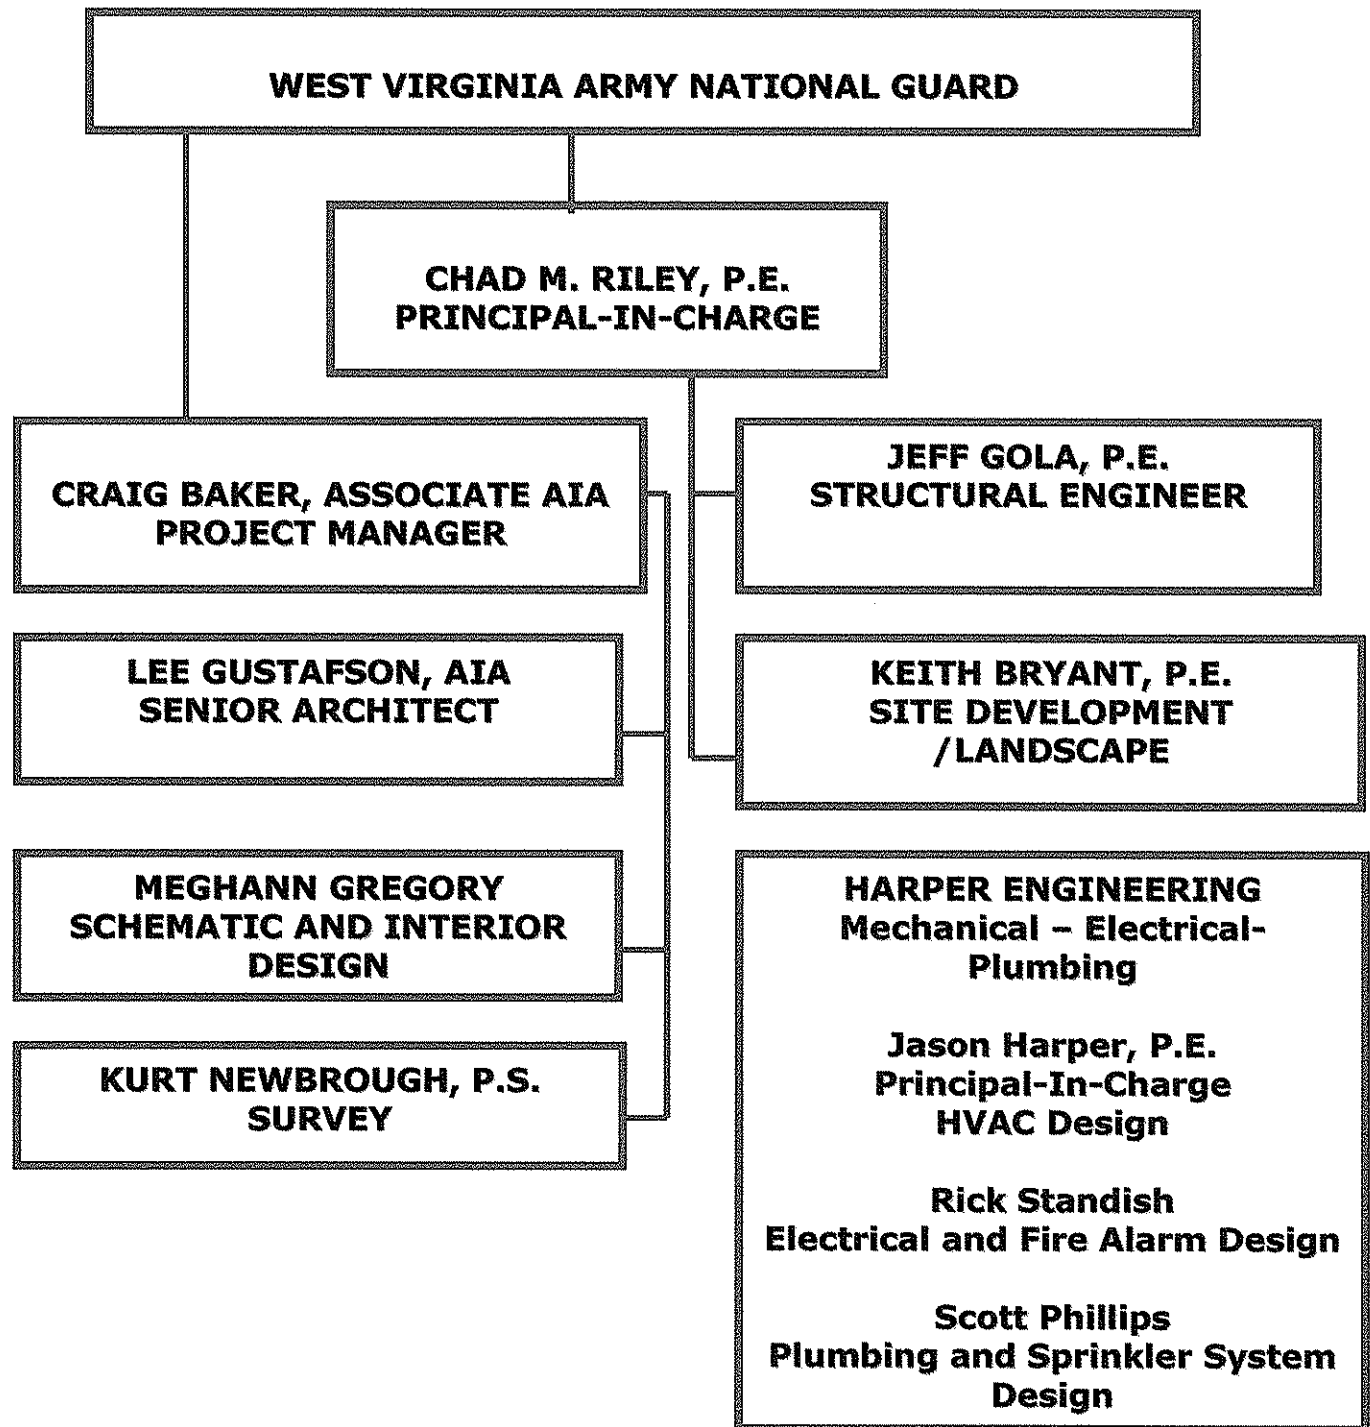 WEST VIRGINIA ARMY NATIONAL GUARD
CHAD M. RILEY, P.E.
PRINCIPAL-IN-CHARGE
CRAIG BAKER, ASSOCIATE AIA
PROJECT MANAGER
JEFF GOLA, P.E.
STRUCTURAL ENGINEER
LEE GUSTAFSON, AIA
SENIOR ARCHITECT
KEITH BRYANT, P.E.
SITE DEVELOPMENT
/LANDSCAPE
MEGHANN GREGORY
SCHEMATIC AND INTERIOR
DESIGN
KURT NEWBROUGH, P.S.
SURVEY
HARPER ENGINEERING
Mechanical – Electrical-
Plumbing
Jason Harper, P.E.
Principal-In-Charge
HVAC Design
Rick Standish
Electrical and Fire Alarm Design
Scott Phillips
Plumbing and Sprinkler System
Design